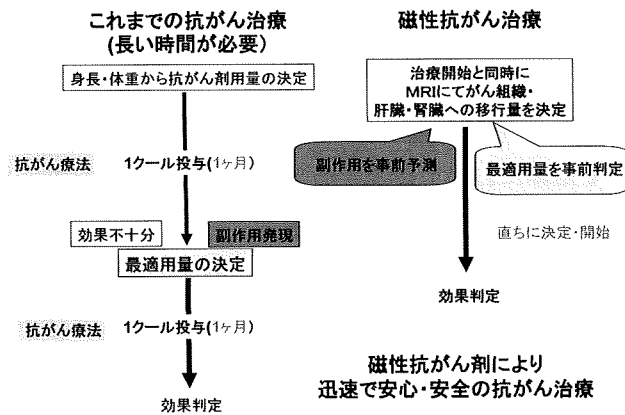 これまでの抗がん治療
(長い時間が必要)
身長・体重から抗がん剤用量の決定
抗がん療法
1クール投与(1ヶ月)
効果不十分
副作用発現
最適用量の決定
抗がん療法
1クール投与(1ヶ月)
効果判定
磁性抗がん治療
治療開始と同時に
MRIにてがん組織・
肝臓・腎臓への移行量を決定
副作用を事前予測
最適用量を事前判定
直ちに決定・開始
効果判定
磁性抗がん剤により
迅速で安心・安全の抗がん治療